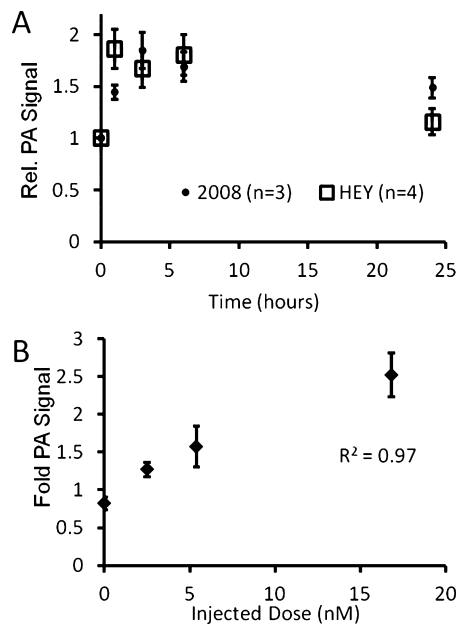 A
Rel. PA Signal
2
1.5
1
0.5
0
2008 (n=3) HEY (n=4)
0 5 10 15 20 25
Time (hours)
B
Fold PA Signal
3
2.5
2
1.5
1
0.5
0
R² = 0.97
0 5 10 15 20
Injected Dose (nM)